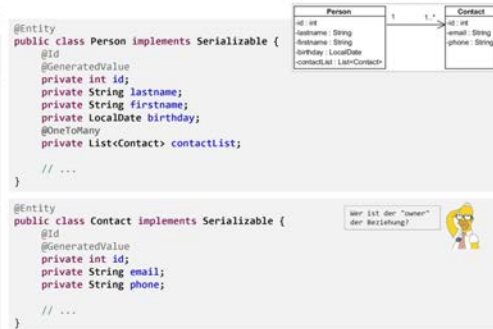 Person
-id : int
-lastname : String
-firstname : String
-birthday : LocalDate
-contactList : List<Contact>
1
1..*
Contact
-id : int
-email : String
-phone : String
@Entity
public class Person implements Serializable {
@Id
@GeneratedValue
private int id;
private String lastname;
private String firstname;
private LocalDate birthday;
@OneToMany
private List<Contact> contactList;
// ...
}
@Entity
public class Contact implements Serializable {
@Id
@GeneratedValue
private int id;
private String email;
private String phone;
// ...
}
Wer ist der "owner"
der Beziehung?